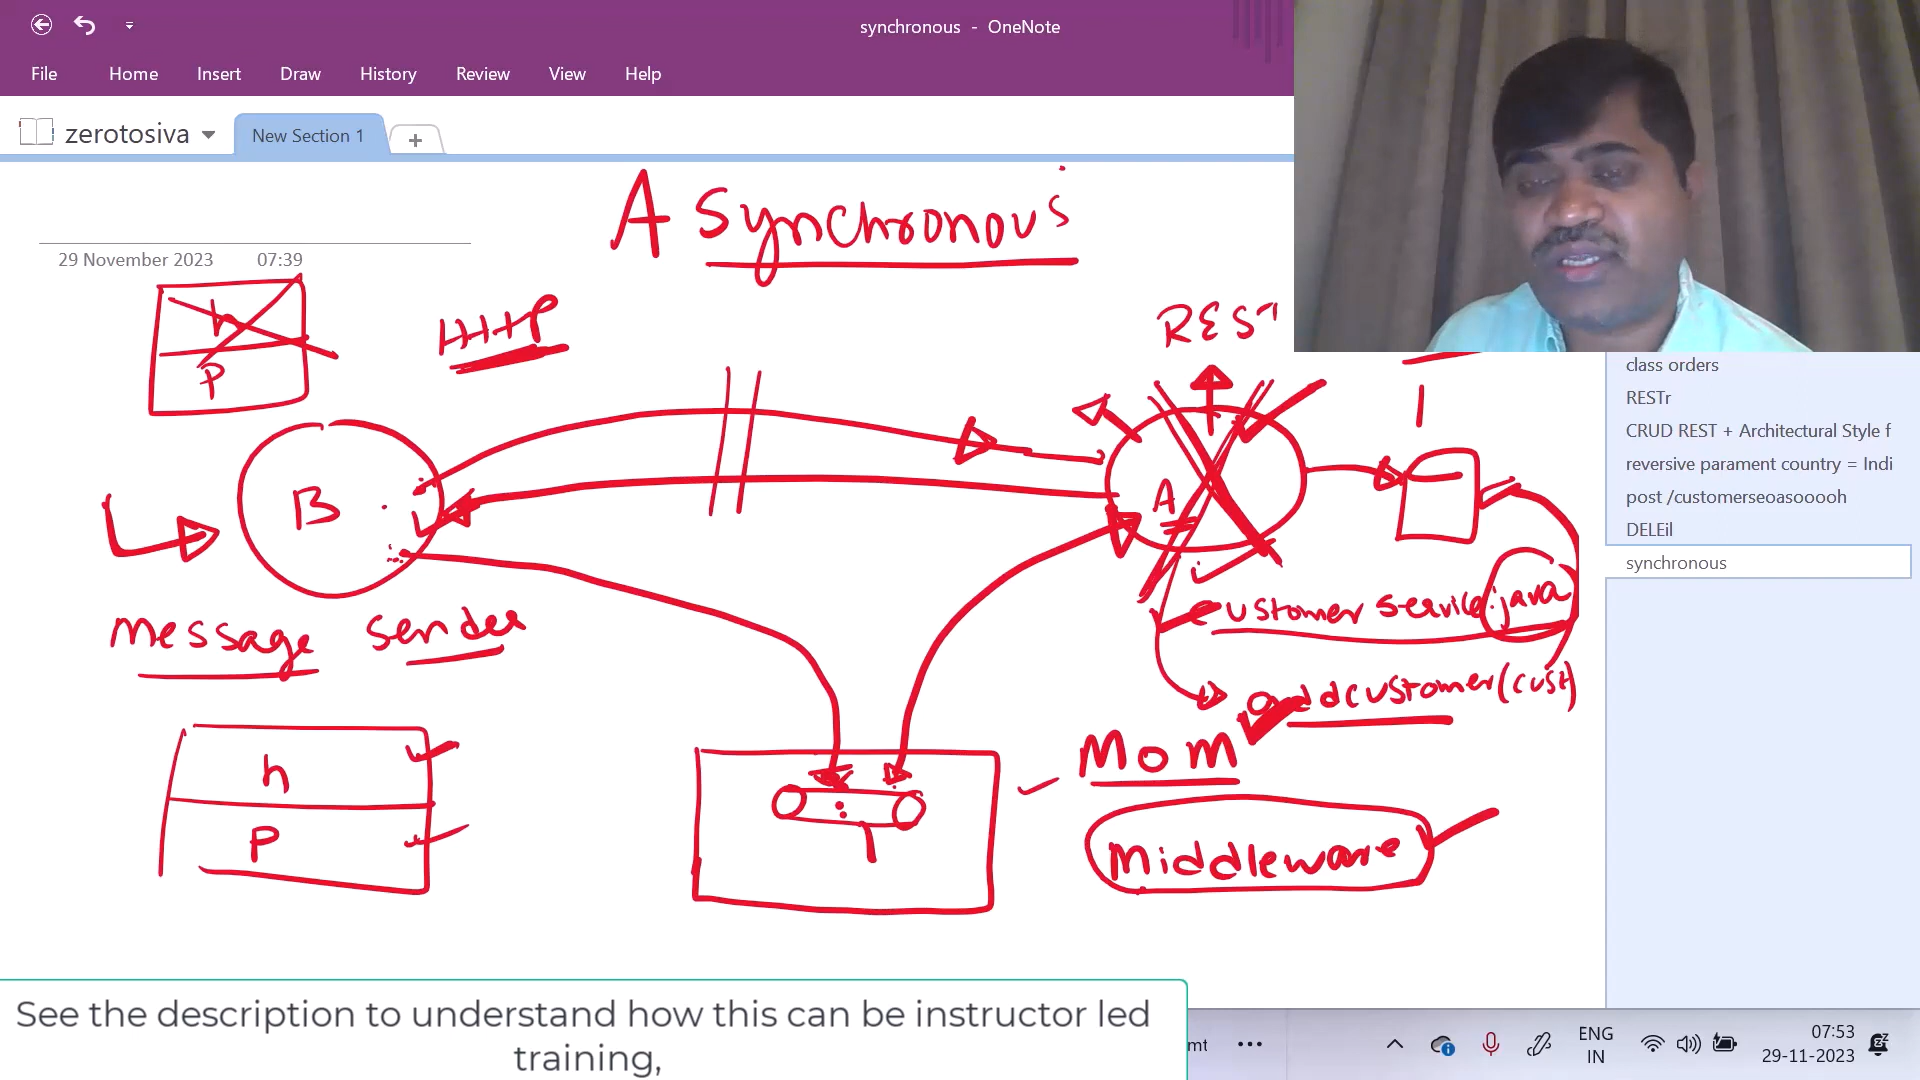 synchronous - OneNote
File Home Insert Draw History Review View Help
zerotosiva New Section 1 +
A Synchronous
29 November 2023 07:39
h
P
HTTP
REST
B
A
message sender
customer service.java
addcustomer(cust)
h
P
MOM
Middleware
class orders
RESTr
CRUD REST + Architectural Style f
reversive parament country = Indi
post /customerseoasooooh
DELEil
synchronous
See the description to understand how this can be instructor led
training,
mt
ENG
IN
07:53
29-11-2023